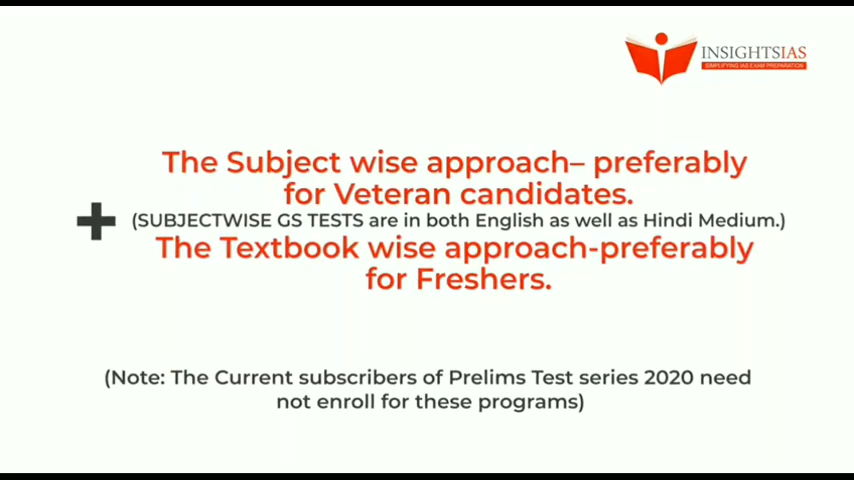 INSIGHTSIAS
SIMPLIFYING IAS EXAM PREPARATION
The Subject wise approach– preferably
for Veteran candidates.
+ (SUBJECTWISE GS TESTS are in both English as well as Hindi Medium.)
The Textbook wise approach-preferably
for Freshers.
(Note: The Current subscribers of Prelims Test series 2020 need
not enroll for these programs)